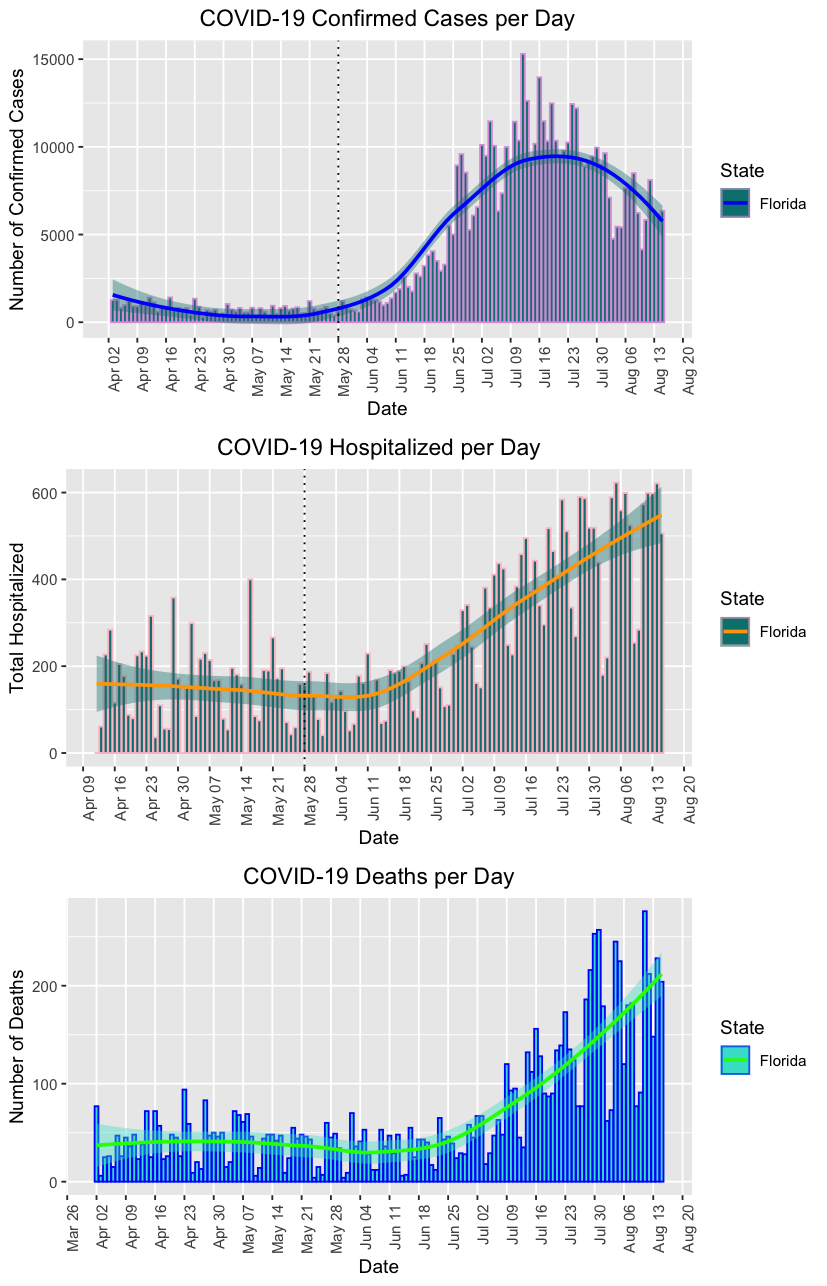 COVID-19 Confirmed Cases per Day
Number of Confirmed Cases
15000
10000
5000
0
Apr 02 Apr 09 Apr 16 Apr 23 Apr 30 May 07 May 14 May 21 May 28 Jun 04 Jun 11 Jun 18 Jun 25 Jul 02 Jul 09 Jul 16 Jul 23 Jul 30 Aug 06 Aug 13 Aug 20
Date
State
Florida
COVID-19 Hospitalized per Day
Total Hospitalized
600
400
200
0
Apr 09 Apr 16 Apr 23 Apr 30 May 07 May 14 May 21 May 28 Jun 04 Jun 11 Jun 18 Jun 25 Jul 02 Jul 09 Jul 16 Jul 23 Jul 30 Aug 06 Aug 13 Aug 20
Date
State
Florida
COVID-19 Deaths per Day
Number of Deaths
200
100
0
Mar 26 Apr 02 Apr 09 Apr 16 Apr 23 Apr 30 May 07 May 14 May 21 May 28 Jun 04 Jun 11 Jun 18 Jun 25 Jul 02 Jul 09 Jul 16 Jul 23 Jul 30 Aug 06 Aug 13 Aug 20
Date
State
Florida